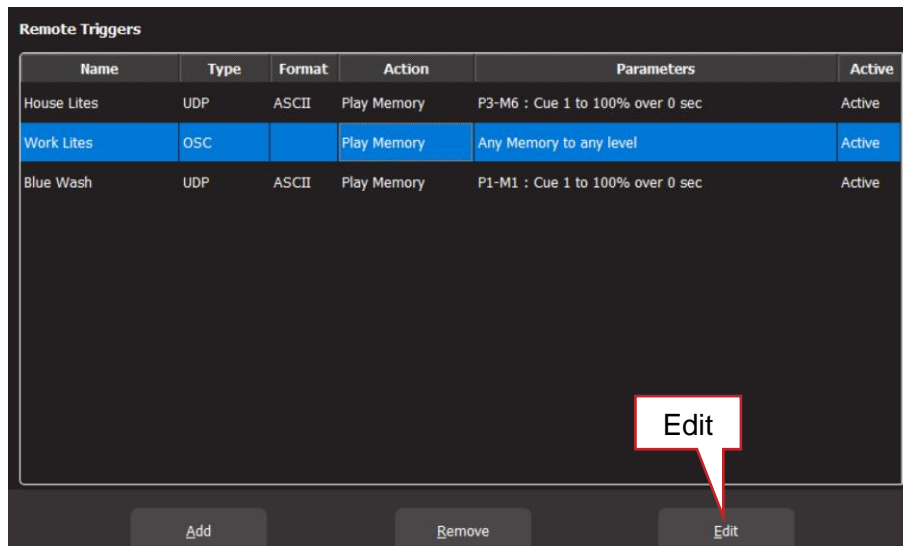 Remote Triggers
Name Type Format Action Parameters Active
House Lites UDP ASCII Play Memory P3-M6 : Cue 1 to 100% over 0 sec Active
Work Lites OSC Play Memory Any Memory to any level Active
Blue Wash UDP ASCII Play Memory P1-M1 : Cue 1 to 100% over 0 sec Active
Edit
Add Remove Edit